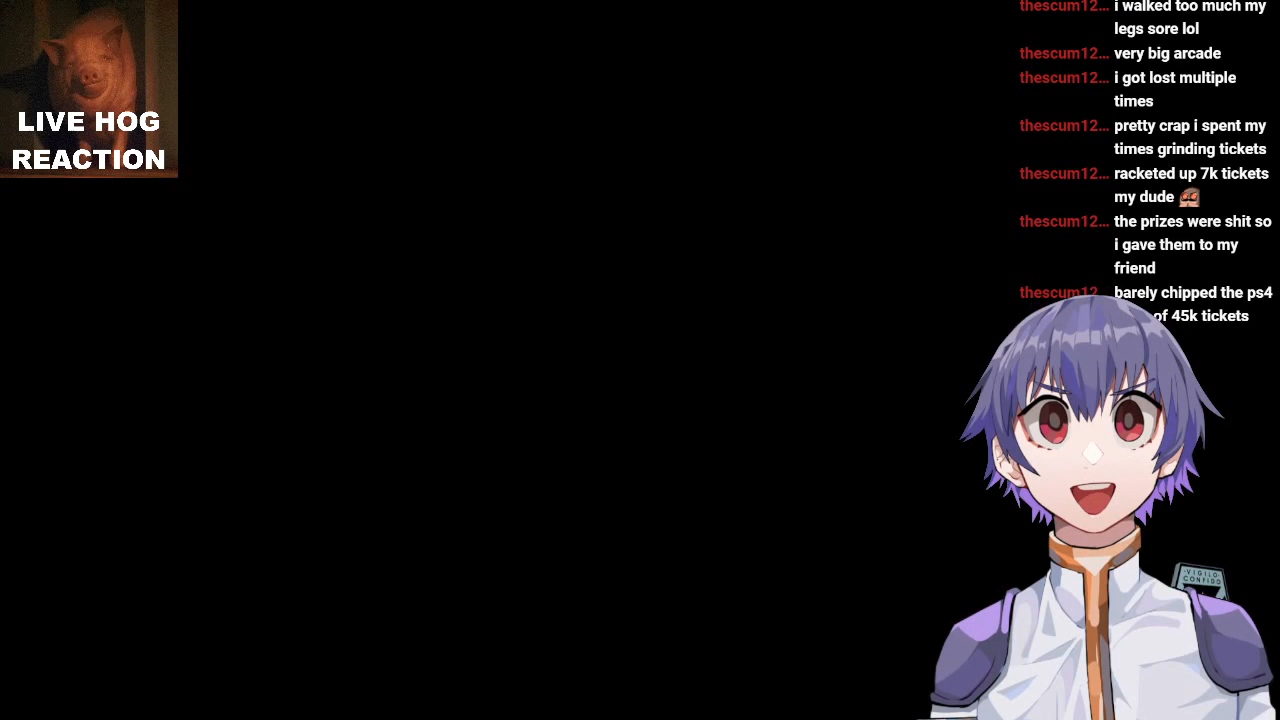 LIVE HOG
REACTION
thescum12… i walked too much my
legs sore lol
thescum12… very big arcade
thescum12… i got lost multiple
times
thescum12… pretty crap i spent my
times grinding tickets
thescum12… racketed up 7k tickets
my dude
thescum12… the prizes were shit so
i gave them to my
friend
thescum12… barely chipped the ps4
of 45k tickets
VIGILO
CONFIDO